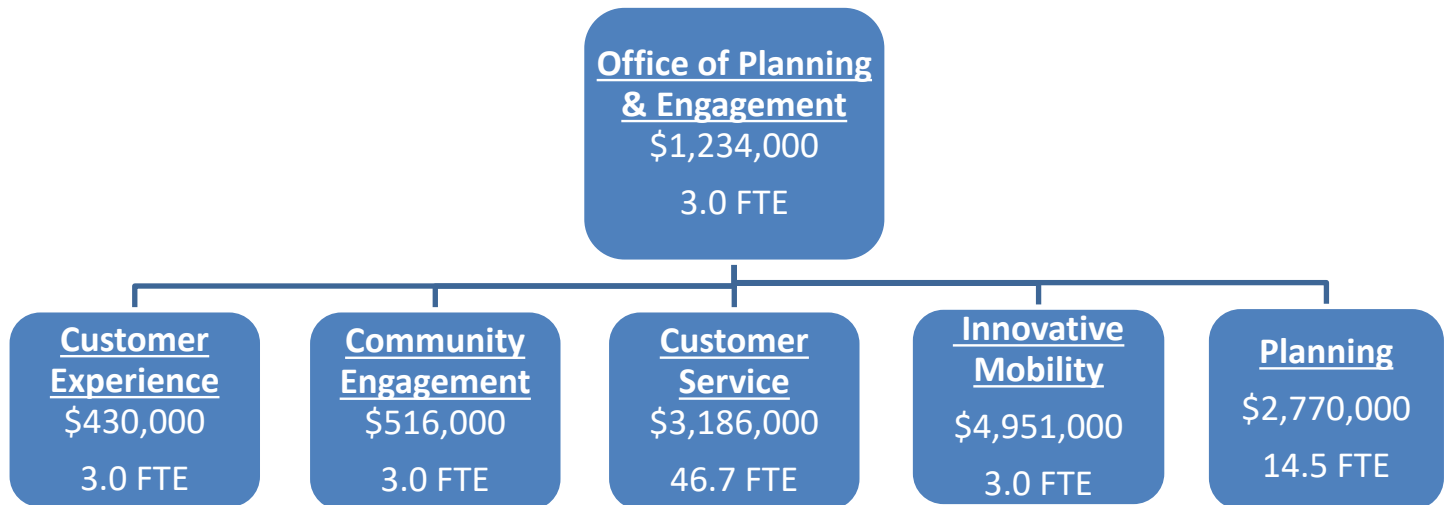 Office of Planning
& Engagement
$1,234,000
3.0 FTE
Customer
Experience
$430,000
3.0 FTE
Community
Engagement
$516,000
3.0 FTE
Customer
Service
$3,186,000
46.7 FTE
Innovative
Mobility
$4,951,000
3.0 FTE
Planning
$2,770,000
14.5 FTE